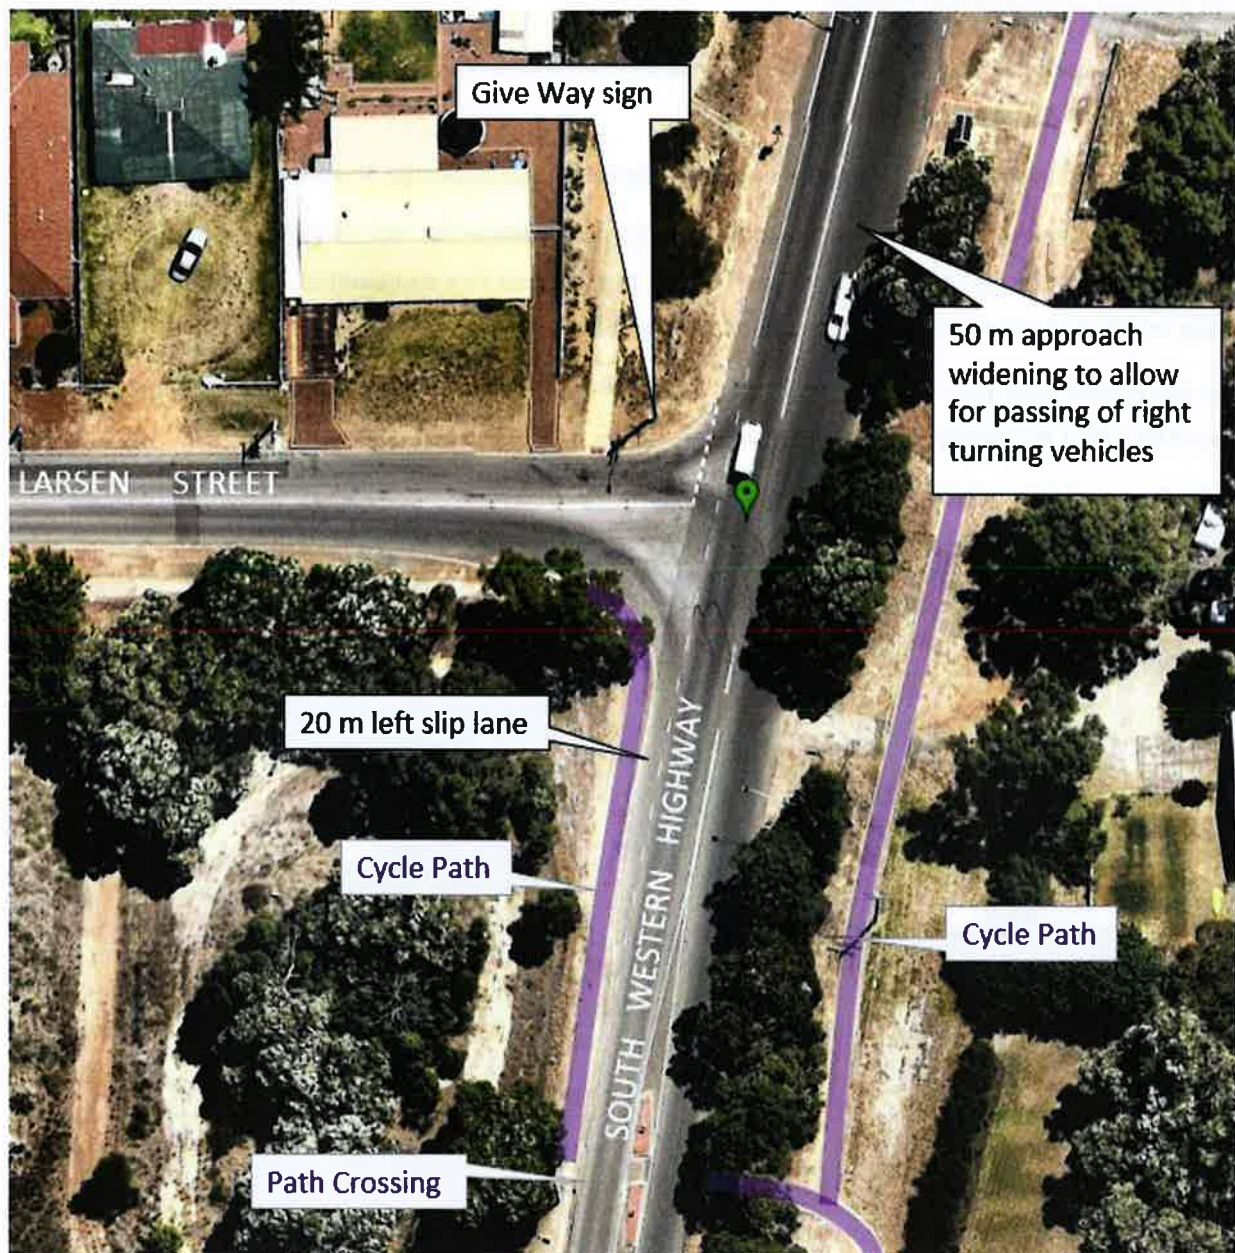 Give Way sign
50 m approach
widening to allow
for passing of right
turning vehicles
LARSEN STREET
20 m left slip lane
SOUTH WESTERN HIGHWAY
Cycle Path
Cycle Path
Path Crossing